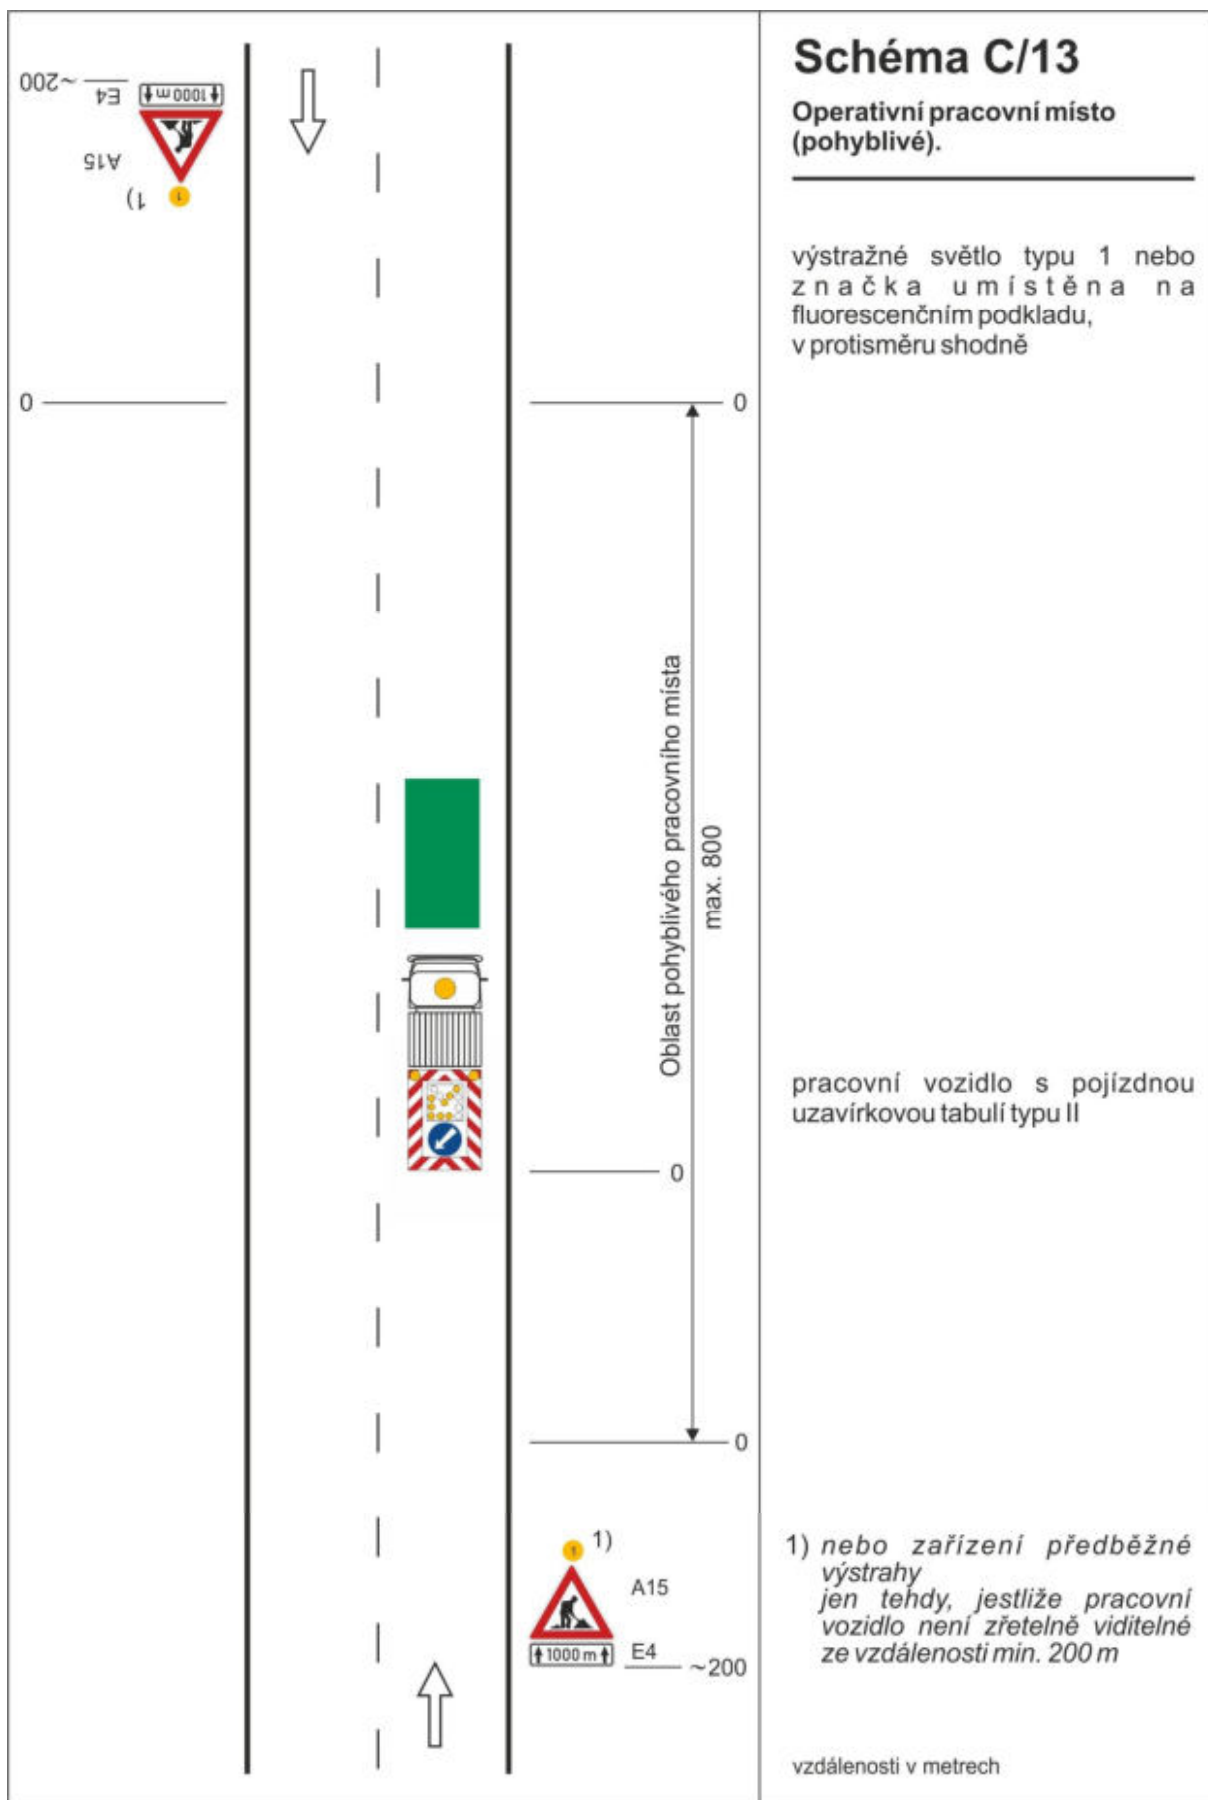 Schéma C/13
Operativní pracovní místo
(pohyblivé).
výstražné světlo typu 1 nebo
značka umístěna na
fluorescenčním podkladu,
v protisměru shodně
~200
E4
1000 m
A15
1
1)
0
0
Oblast pohyblivého pracovního místa
max. 800
pracovní vozidlo s pojízdnou
uzavírkovou tabulí typu II
0
0
1
1)
A15
1000 m
E4
~200
1) nebo zařízení předběžné
výstrahy
jen tehdy, jestliže pracovní
vozidlo není zřetelně viditelné
ze vzdálenosti min. 200 m
vzdálenosti v metrech